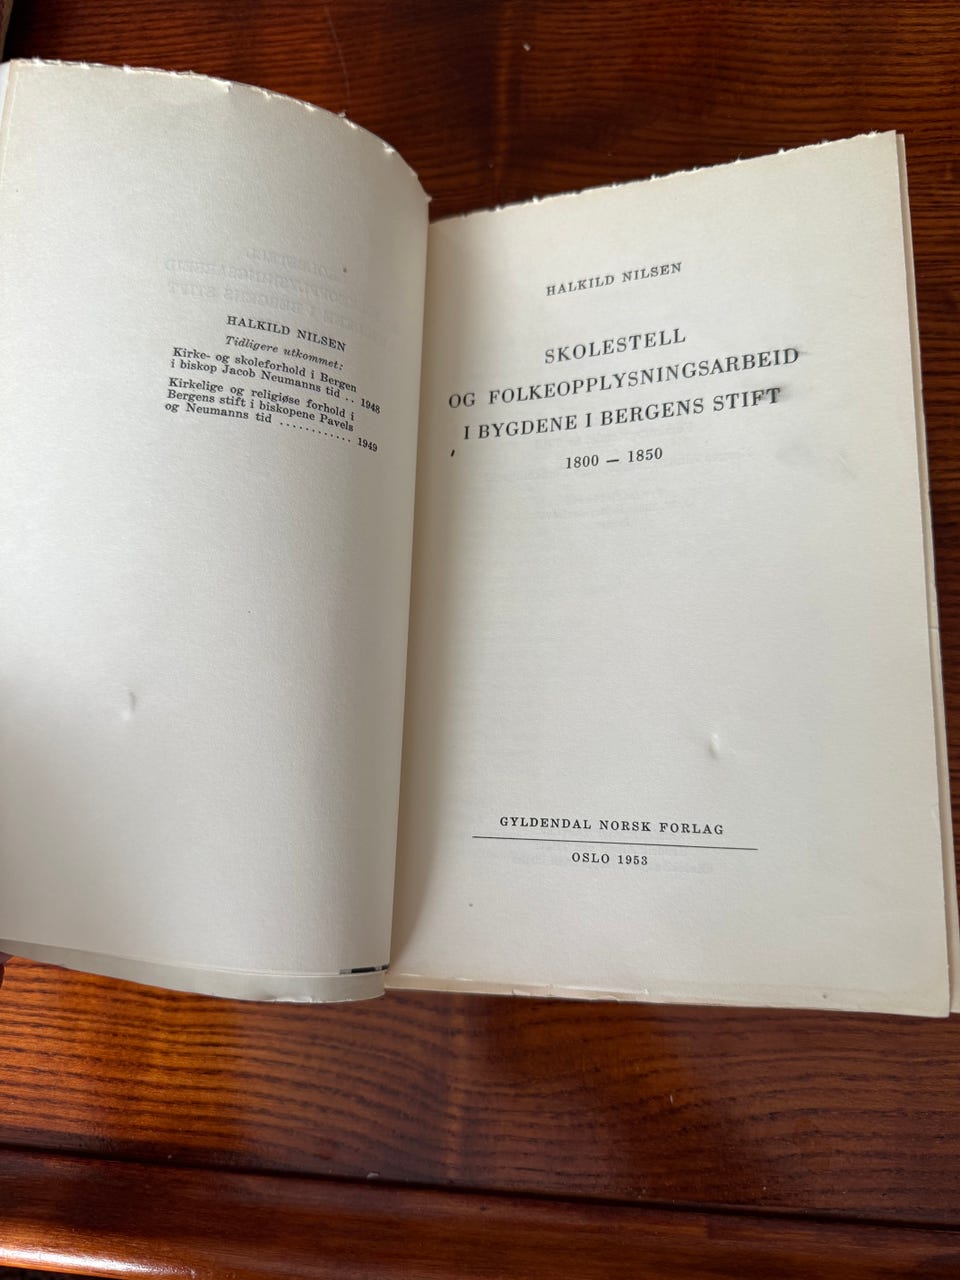 HALKILD NILSEN
Tidligere utkommet:
Kirke- og skoleforhold i Bergen
i biskop Jacob Neumanns tid .. 1948
Kirkelige og religiøse forhold i
Bergens stift i biskopene Pavels
og Neumanns tid ............ 1949
HALKILD NILSEN
SKOLESTELL
OG FOLKEOPPLYSNINGSARBEID
I BYGDENE I BERGENS STIFT
1800 — 1850
GYLDENDAL NORSK FORLAG
OSLO 1953